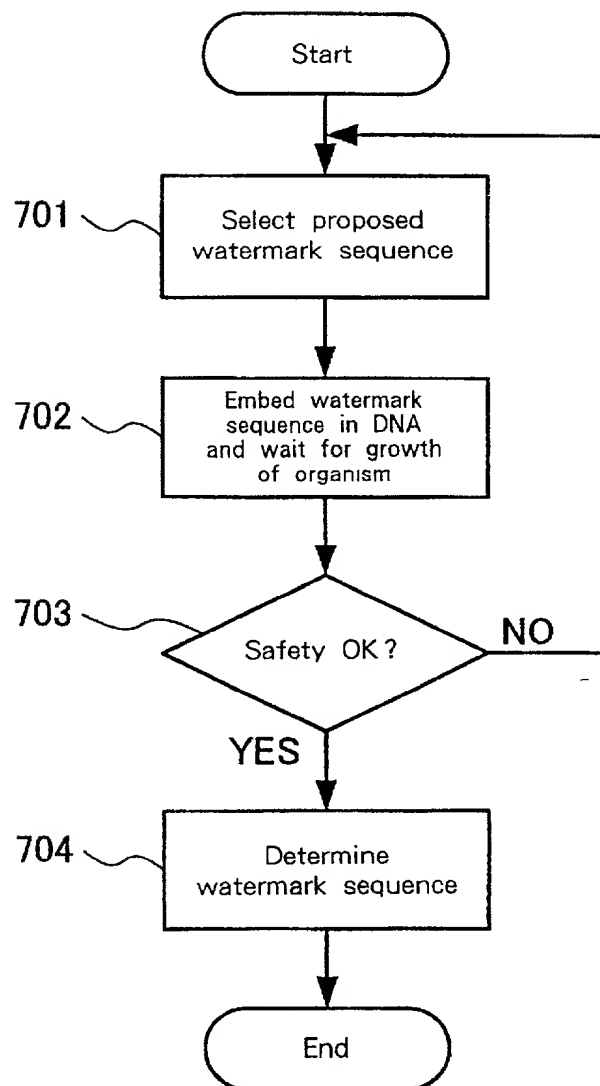 Start
701
Select proposed
watermark sequence
702
Embed watermark
sequence in DNA
and wait for growth
of organism
703
Safety OK?
NO
YES
704
Determine
watermark sequence
End